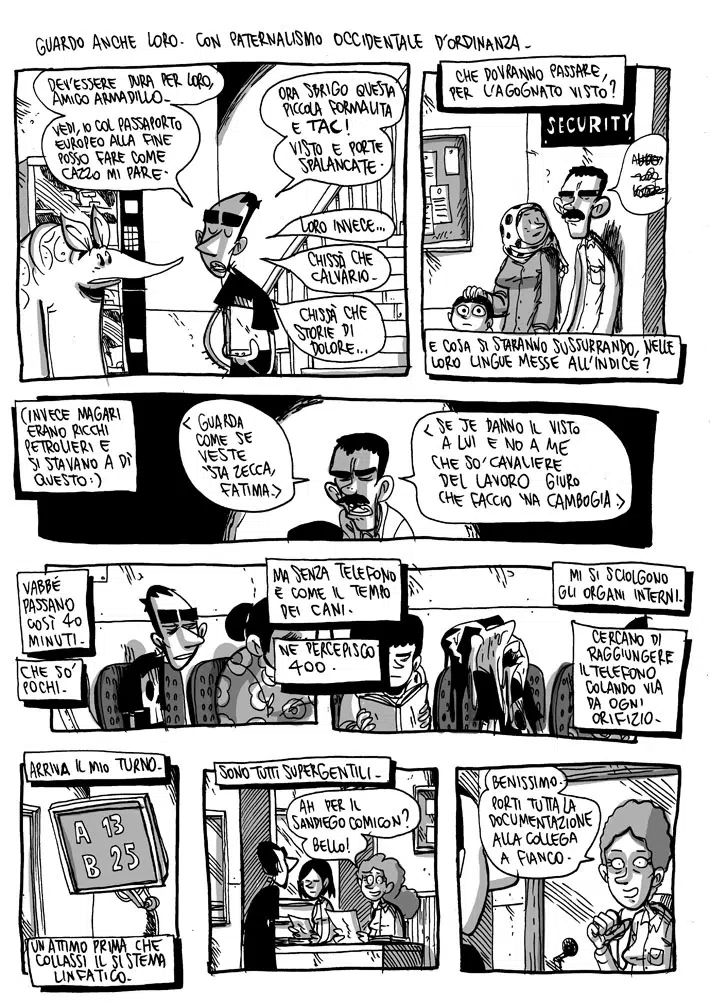 GUARDO ANCHE LORO. CON PATERNALISMO OCCIDENTALE D'ORDINANZA.
DEV'ESSERE DURA PER LORO,
AMICO ARMADILLO.
VEDI, IO COL PASSAPORTO
EUROPEO ALLA FINE
POSSO FARE COME
CAZZO MI PARE.
ORA SBRIGO QUESTA
PICCOLA FORMALITA
E TAC!
VISTO E PORTE
SPALANCATE.
LORO INVECE...
CHISSÀ CHE
CALVARIO.
CHISSÀ CHE
STORIE DI
DOLORE...
CHE DOVRANNO PASSARE,
PER L'AGOGNATO VISTO?
SECURITY
E COSA SI STARANNO SUSSURRANDO, NELLE
LORO LINGUE MESSE ALL'INDICE?
(INVECE MAGARI
ERANO RICCHI
PETROLIERI E
SI STAVANO A DÌ
QUESTO:)
< GUARDA
COME SE
VESTE
'STA ZECCA,
FATIMA.>
< SE JE DANNO IL VISTO
A LUI E NO A ME
CHE SO' CAVALIERE
DEL LAVORO GIURO
CHE FACCIO 'NA CAMBOGIA.>
VABBÉ
PASSANO
COSÌ 40
MINUTI.
CHE SO'
POCHI.
MA SENZA TELEFONO
È COME IL TEMPO
DEI CANI.
NE PERCEPISCO
400.
MI SI SCIOLGONO
GLI ORGANI INTERNI.
CERCANO DI
RAGGIUNGERE
IL TELEFONO
COLANDO VIA
DA OGNI
ORIFIZIO.
ARRIVA IL MIO TURNO.
A 13
B 25
UN ATTIMO PRIMA CHE
COLLASSI IL SISTEMA
LINFATICO.
SONO TUTTI SUPERGENTILI.
AH PER IL
SANDIEGO COMICON?
BELLO!
BENISSIMO.
PORTI TUTTA LA
DOCUMENTAZIONE
ALLA COLLEGA
A FIANCO.